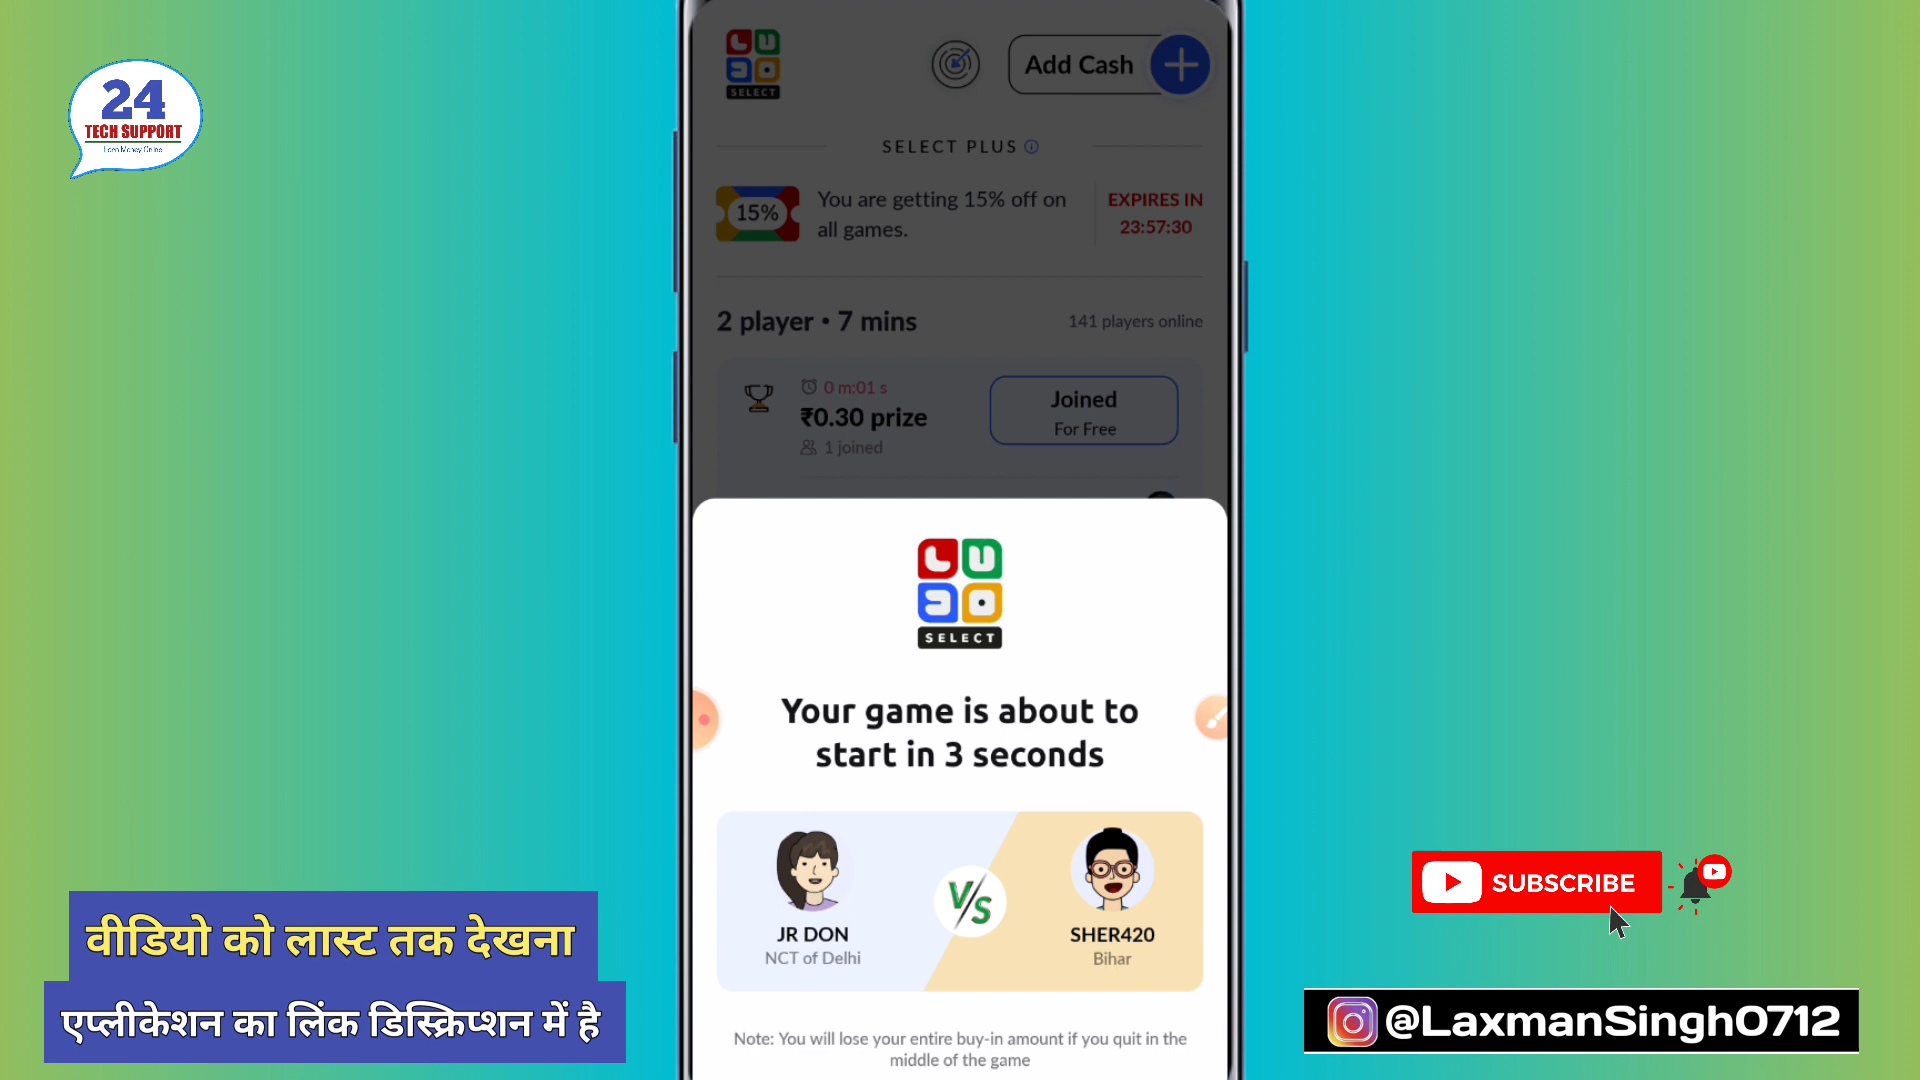 24
TECH SUPPORT
Earn Money Online
SELECT
Add Cash
SELECT PLUS
15%
You are getting 15% off on
all games.
EXPIRES IN
23:57:30
2 player • 7 mins
141 players online
0 m:01 s
₹0.30 prize
1 joined
Joined
For Free
LUDO
SELECT
Your game is about to
start in 3 seconds
JR DON
NCT of Delhi
V/S
SHER420
Bihar
Note: You will lose your entire buy-in amount if you quit in the
middle of the game
वीडियो को लास्ट तक देखना
एप्लीकेशन का लिंक डिस्क्रिप्शन में है
SUBSCRIBE
@LaxmanSingh0712